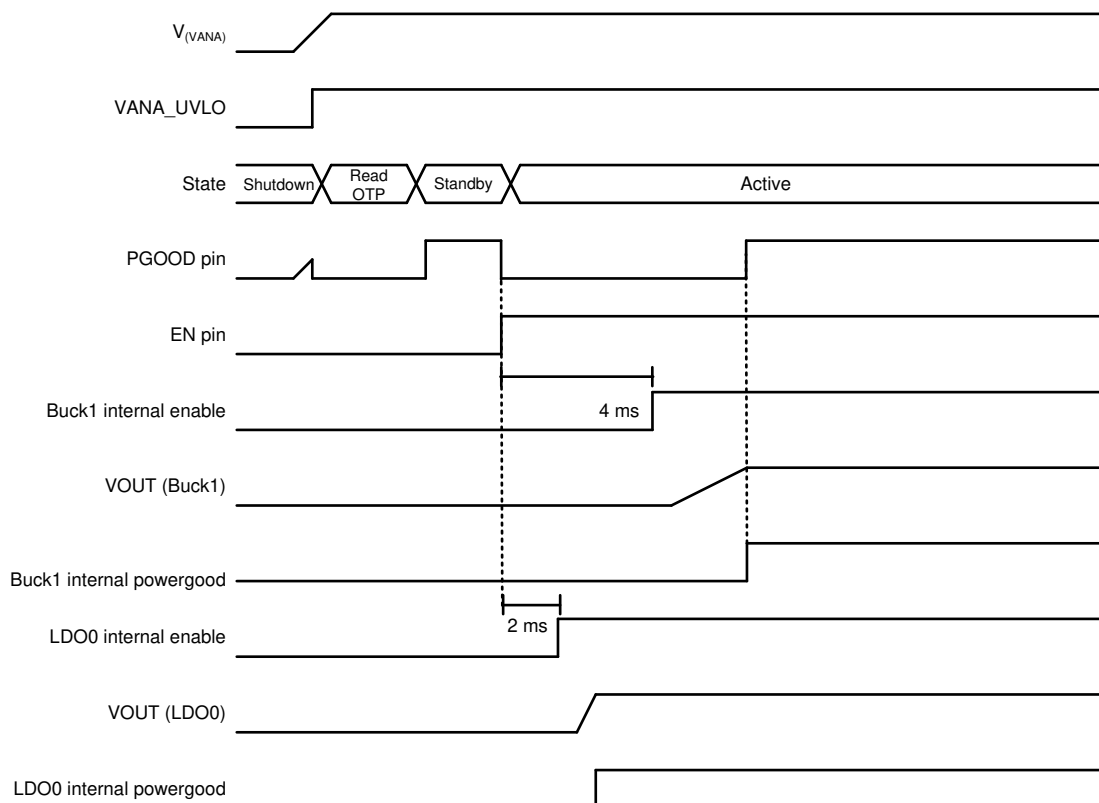 V(VANA)
VANA_UVLO
State
Shutdown
Read
OTP
Standby
Active
PGOOD pin
EN pin
Buck1 internal enable
4 ms
VOUT (Buck1)
Buck1 internal powergood
2 ms
LDO0 internal enable
VOUT (LDO0)
LDO0 internal powergood